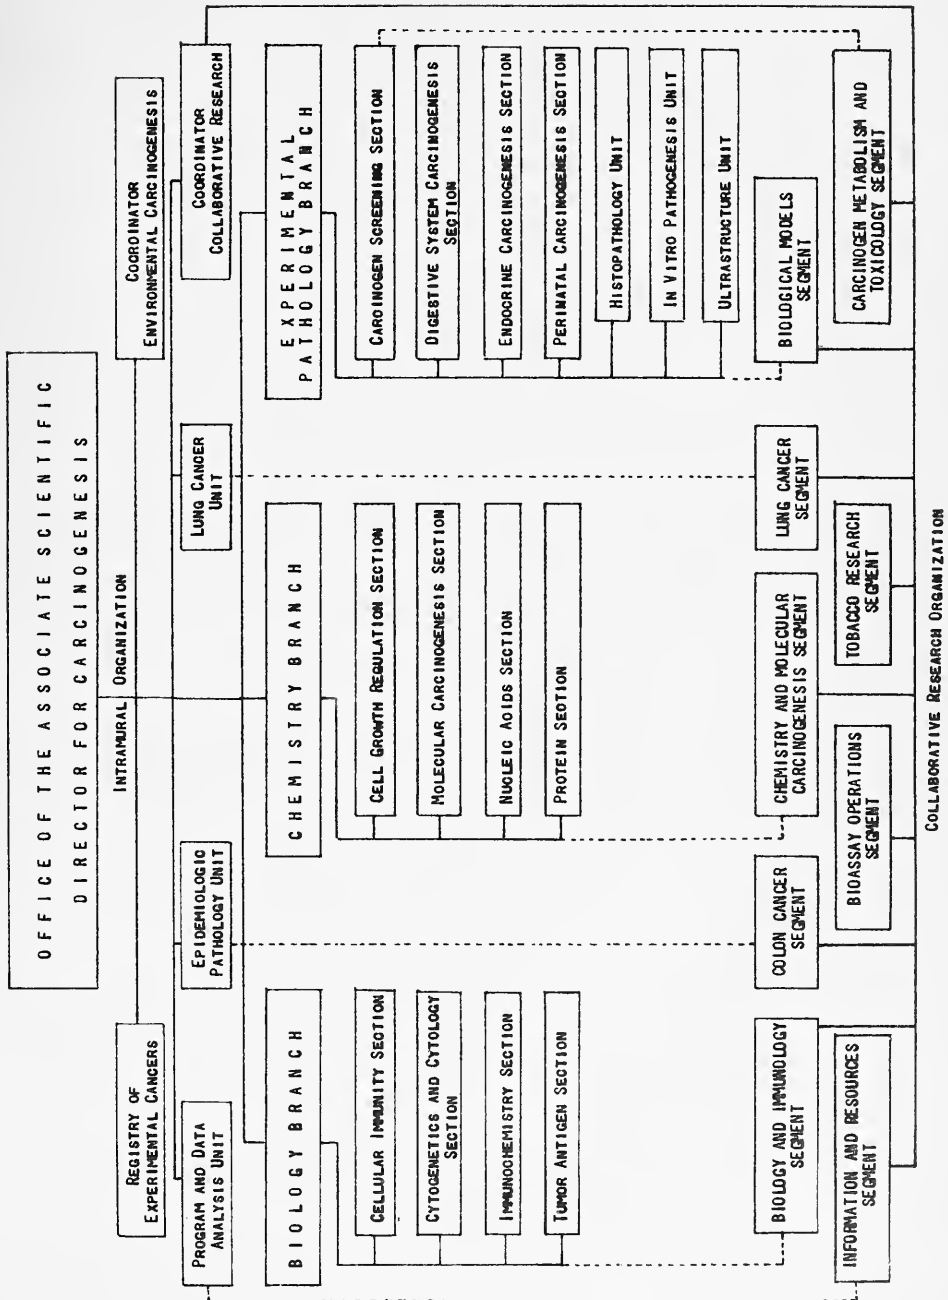 OFFICE OF THE ASSOCIATE SCIENTIFIC
DIRECTOR FOR CARCINOGENESIS
INTRAMURAL ORGANIZATION
REGISTRY OF
EXPERIMENTAL CANCERS
COORDINATOR
ENVIRONMENTAL CARCINOGENESIS
PROGRAM AND DATA
ANALYSIS UNIT
EPIDEMIOLOGIC
PATHOLOGY UNIT
LUNG CANCER
UNIT
COORDINATOR
COLLABORATIVE RESEARCH
BIOLOGY BRANCH
CELLULAR IMMUNITY SECTION
CYTOGENETICS AND CYTOLOGY
SECTION
IMMUNOCHEMISTRY SECTION
TUMOR ANTIGEN SECTION
CHEMISTRY BRANCH
CELL GROWTH REGULATION SECTION
MOLECULAR CARCINOGENESIS SECTION
NUCLEIC ACIDS SECTION
PROTEIN SECTION
EXPERIMENTAL
PATHOLOGY BRANCH
CARCINOGEN SCREENING SECTION
DIGESTIVE SYSTEM CARCINOGENESIS
SECTION
ENDOCRINE CARCINOGENESIS SECTION
PERINATAL CARCINOGENESIS SECTION
HISTOPATHOLOGY UNIT
IN VITRO PATHOGENESIS UNIT
ULTRASTRUCTURE UNIT
BIOLOGY AND IMMUNOLOGY
SEGMENT
COLON CANCER
SEGMENT
CHEMISTRY AND MOLECULAR
CARCINOGENESIS SEGMENT
LUNG CANCER
SEGMENT
BIOLOGICAL MODELS
SEGMENT
INFORMATION AND RESOURCES
SEGMENT
BIOASSAY OPERATIONS
SEGMENT
TOBACCO RESEARCH
SEGMENT
CARCINOGEN METABOLISM AND
TOXICOLOGY SEGMENT
COLLABORATIVE RESEARCH ORGANIZATION